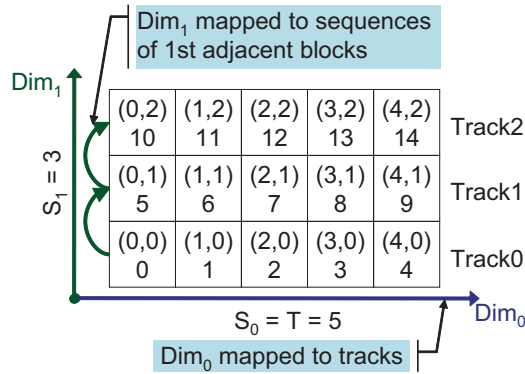 Dim₁ mapped to sequences
of 1st adjacent blocks
Dim₁
(0,2) (1,2) (2,2) (3,2) (4,2)
10 11 12 13 14
Track2
(0,1) (1,1) (2,1) (3,1) (4,1)
5 6 7 8 9
Track1
S₁ = 3
(0,0) (1,0) (2,0) (3,0) (4,0)
0 1 2 3 4
Track0
S₀ = T = 5
Dim₀
Dim₀ mapped to tracks